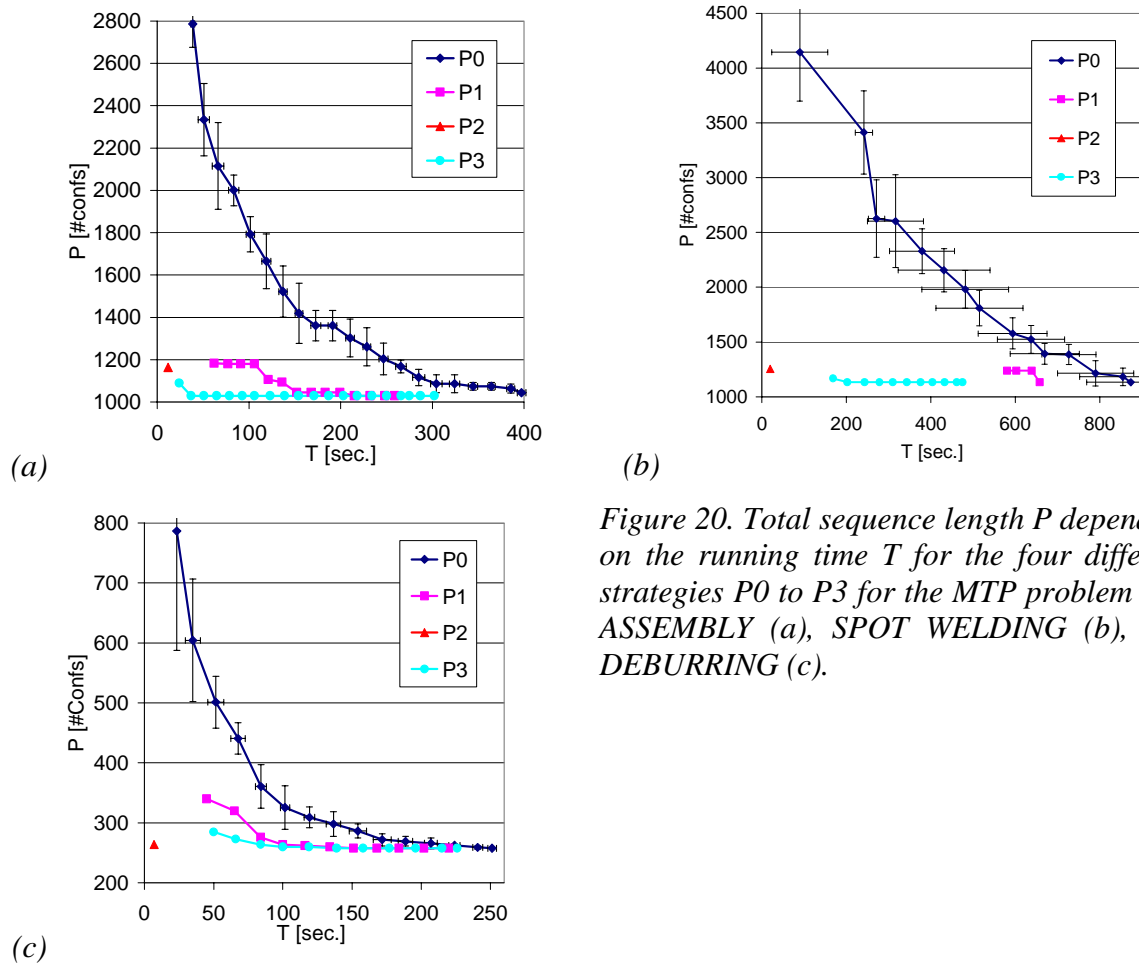 2800
2600
2400
2200
2000
1800
1600
1400
1200
1000
P [#confs]
0 100 200 300 400
T [sec.]
P0
P1
P2
P3
(a)
4500
4000
3500
3000
2500
2000
1500
1000
P [#confs]
0 200 400 600 800
T [sec.]
P0
P1
P2
P3
(b)
800
700
600
500
400
300
200
P [#Confs]
0 50 100 150 200 250
T [sec.]
P0
P1
P2
P3
(c)
Figure 20. Total sequence length P depend
on the running time T for the four differ
strategies P0 to P3 for the MTP problem
ASSEMBLY (a), SPOT WELDING (b),
DEBURRING (c).